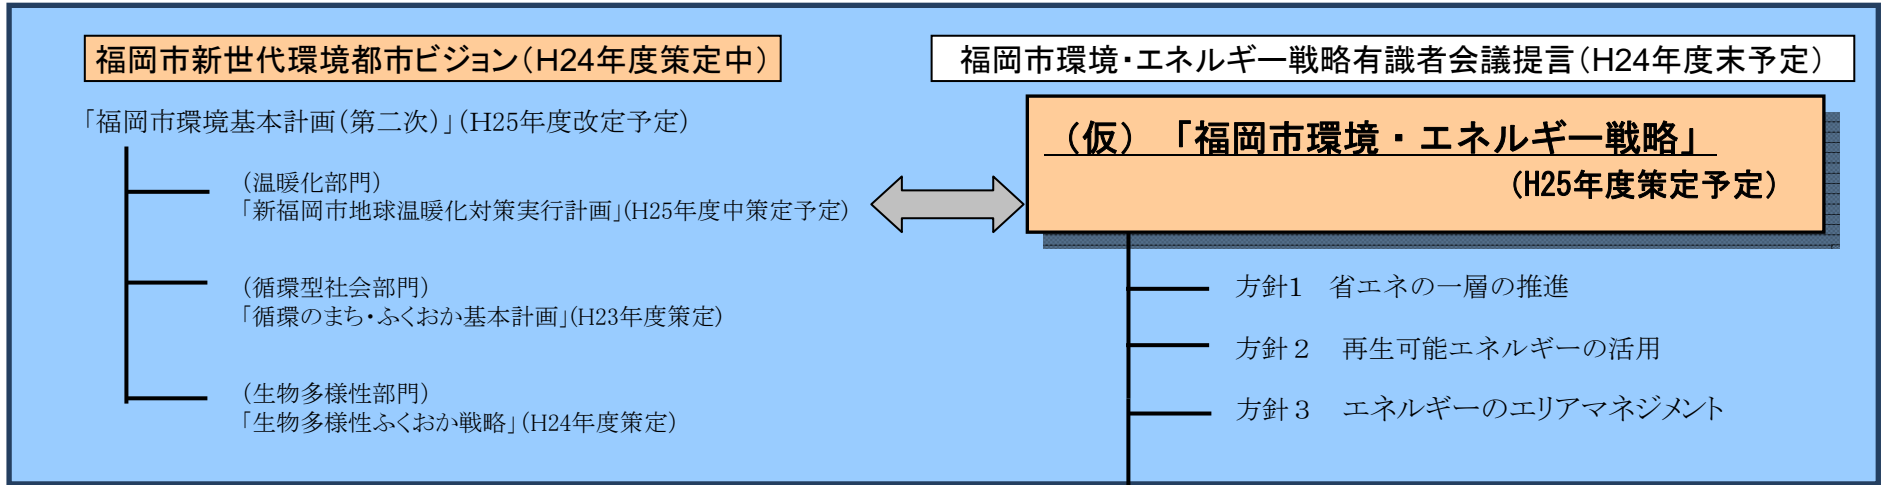 福岡市新世代環境都市ビジョン（H24年度策定中）
「福岡市環境基本計画（第二次）」（H25年度改定予定）
（温暖化部門）
「新福岡市地球温暖化対策実行計画」(H25年度中策定予定)
（循環型社会部門）
「循環のまち・ふくおか基本計画」(H23年度策定)
（生物多様性部門）
「生物多様性ふくおか戦略」(H24年度策定)
福岡市環境・エネルギー戦略有識者会議提言（H24年度末予定）
（仮）「福岡市環境・エネルギー戦略」
（H25年度策定予定）
方針１　省エネの一層の推進
方針２　再生可能エネルギーの活用
方針３　エネルギーのエリアマネジメント